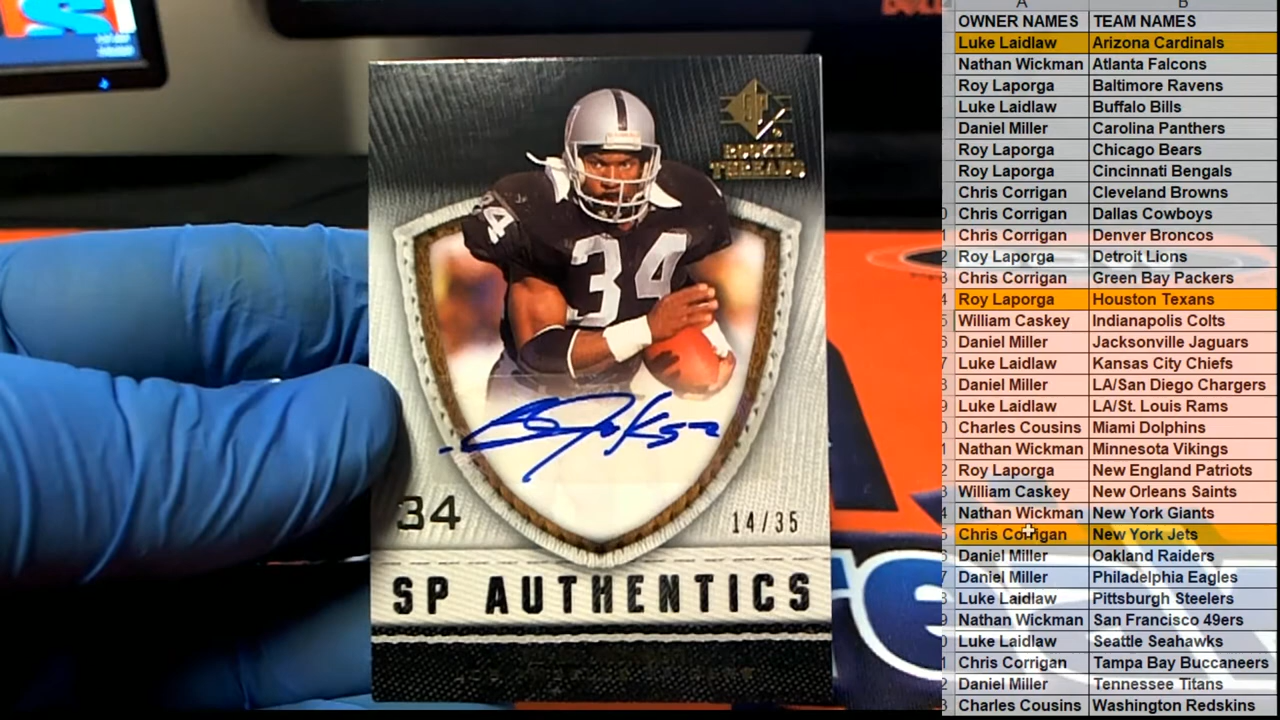 SP
ROOKIE
THREADS
34
34
34
14/35
SP AUTHENTICS
A B
OWNER NAMES TEAM NAMES
Luke Laidlaw Arizona Cardinals
Nathan Wickman Atlanta Falcons
Roy Laporga Baltimore Ravens
Luke Laidlaw Buffalo Bills
Daniel Miller Carolina Panthers
Roy Laporga Chicago Bears
Roy Laporga Cincinnati Bengals
Chris Corrigan Cleveland Browns
Chris Corrigan Dallas Cowboys
Chris Corrigan Denver Broncos
Roy Laporga Detroit Lions
Chris Corrigan Green Bay Packers
Roy Laporga Houston Texans
William Caskey Indianapolis Colts
Daniel Miller Jacksonville Jaguars
Luke Laidlaw Kansas City Chiefs
Daniel Miller LA/San Diego Chargers
Luke Laidlaw LA/St. Louis Rams
Charles Cousins Miami Dolphins
Nathan Wickman Minnesota Vikings
Roy Laporga New England Patriots
William Caskey New Orleans Saints
Nathan Wickman New York Giants
Chris Corrigan New York Jets
Daniel Miller Oakland Raiders
Daniel Miller Philadelphia Eagles
Luke Laidlaw Pittsburgh Steelers
Nathan Wickman San Francisco 49ers
Luke Laidlaw Seattle Seahawks
Chris Corrigan Tampa Bay Buccaneers
Daniel Miller Tennessee Titans
Charles Cousins Washington Redskins